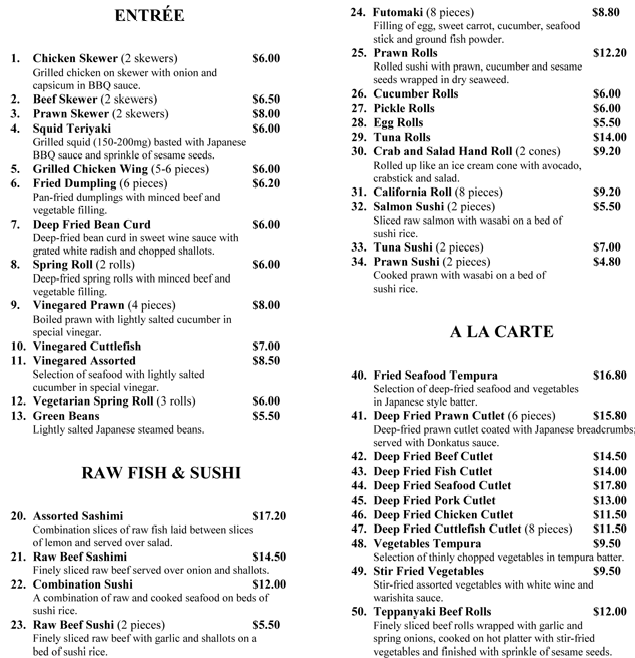 ENTRÉE
1. Chicken Skewer (2 skewers) $6.00
Grilled chicken on skewer with onion and
capsicum in BBQ sauce.
2. Beef Skewer (2 skewers) $6.50
3. Prawn Skewer (2 skewers) $8.00
4. Squid Teriyaki $6.00
Grilled squid (150-200mg) basted with Japanese
BBQ sauce and sprinkle of sesame seeds.
5. Grilled Chicken Wing (5-6 pieces) $6.00
6. Fried Dumpling (6 pieces) $6.20
Pan-fried dumplings with minced beef and
vegetable filling.
7. Deep Fried Bean Curd $6.00
Deep-fried bean curd in sweet wine sauce with
grated white radish and chopped shallots.
8. Spring Roll (2 rolls) $6.00
Deep-fried spring rolls with minced beef and
vegetable filling.
9. Vinegared Prawn (4 pieces) $8.00
Boiled prawn with lightly salted cucumber in
special vinegar.
10. Vinegared Cuttlefish $7.00
11. Vinegared Assorted $8.50
Selection of seafood with lightly salted
cucumber in special vinegar.
12. Vegetarian Spring Roll (3 rolls) $6.00
13. Green Beans $5.50
Lightly salted Japanese steamed beans.
RAW FISH & SUSHI
20. Assorted Sashimi $17.20
Combination slices of raw fish laid between slices
of lemon and served over salad.
21. Raw Beef Sashimi $14.50
Finely sliced raw beef served over onion and shallots.
22. Combination Sushi $12.00
A combination of raw and cooked seafood on beds of
sushi rice.
23. Raw Beef Sushi (2 pieces) $5.50
Finely sliced raw beef with garlic and shallots on a
bed of sushi rice.
24. Futomaki (8 pieces) $8.80
Filling of egg, sweet carrot, cucumber, seafood
stick and ground fish powder.
25. Prawn Rolls $12.20
Rolled sushi with prawn, cucumber and sesame
seeds wrapped in dry seaweed.
26. Cucumber Rolls $6.00
27. Pickle Rolls $6.00
28. Egg Rolls $5.50
29. Tuna Rolls $14.00
30. Crab and Salad Hand Roll (2 cones) $9.20
Rolled up like an ice cream cone with avocado,
crabstick and salad.
31. California Roll (8 pieces) $9.20
32. Salmon Sushi (2 pieces) $5.50
Sliced raw salmon with wasabi on a bed of
sushi rice.
33. Tuna Sushi (2 pieces) $7.00
34. Prawn Sushi (2 pieces) $4.80
Cooked prawn with wasabi on a bed of
sushi rice.
A LA CARTE
40. Fried Seafood Tempura $16.80
Selection of deep-fried seafood and vegetables
in Japanese style batter.
41. Deep Fried Prawn Cutlet (6 pieces) $15.80
Deep-fried prawn cutlet coated with Japanese breadcrumbs;
served with Donkatus sauce.
42. Deep Fried Beef Cutlet $14.50
43. Deep Fried Fish Cutlet $14.00
44. Deep Fried Seafood Cutlet $17.80
45. Deep Fried Pork Cutlet $13.00
46. Deep Fried Chicken Cutlet $11.50
47. Deep Fried Cuttlefish Cutlet (8 pieces) $11.50
48. Vegetables Tempura $9.50
Selection of thinly chopped vegetables in tempura batter.
49. Stir Fried Vegetables $9.50
Stir-fried assorted vegetables with white wine and
warishita sauce.
50. Teppanyaki Beef Rolls $12.00
Finely sliced beef rolls wrapped with garlic and
spring onions, cooked on hot platter with stir-fried
vegetables and finished with sprinkle of sesame seeds.